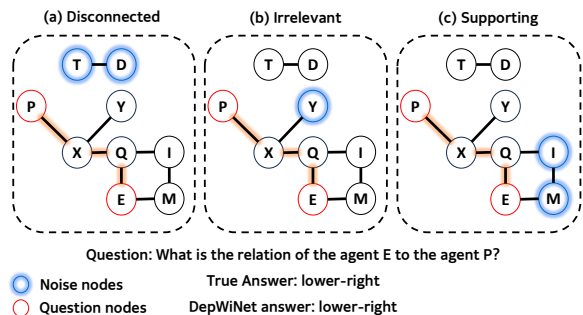 (a) Disconnected (b) Irrelevant (c) Supporting
T D T D T D
P Y P Y P Y
X Q I X Q I X Q I
E M E M E M
Question: What is the relation of the agent E to the agent P?
Noise nodes True Answer: lower-right
Question nodes DepWiNet answer: lower-right